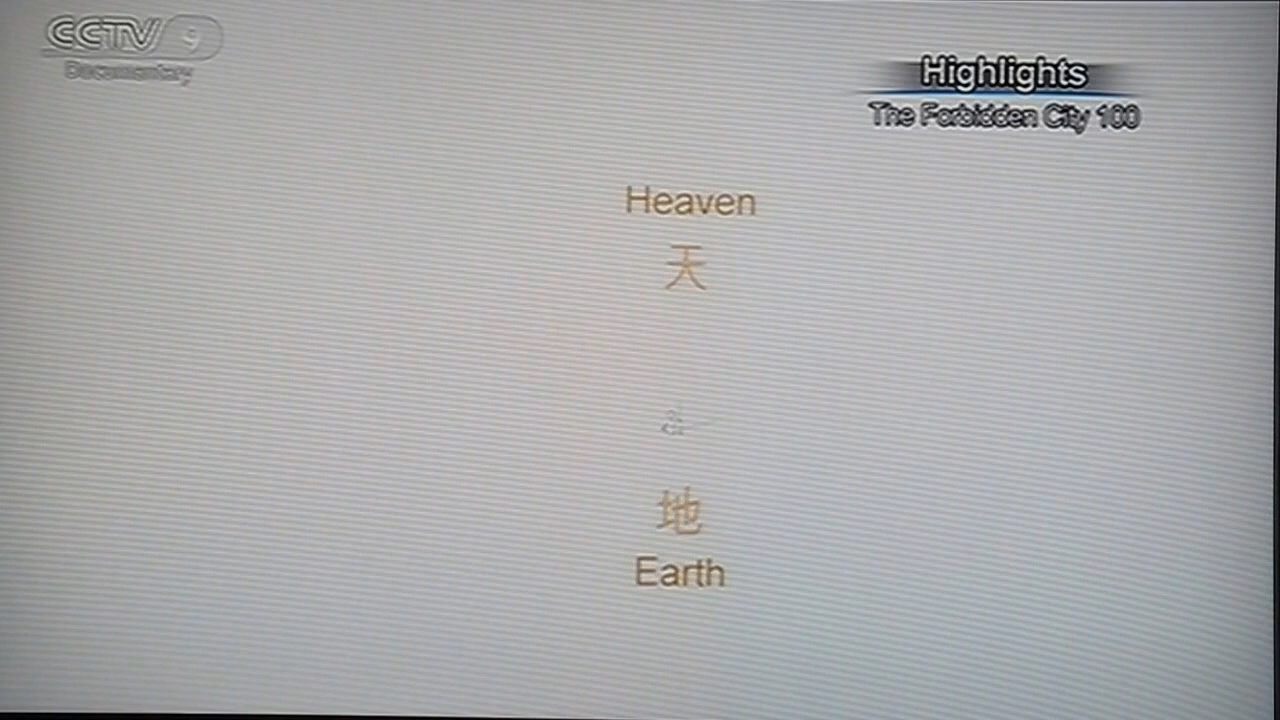 CCTV 9
Documentary
Highlights
The Forbidden City 100
Heaven
天
地
Earth